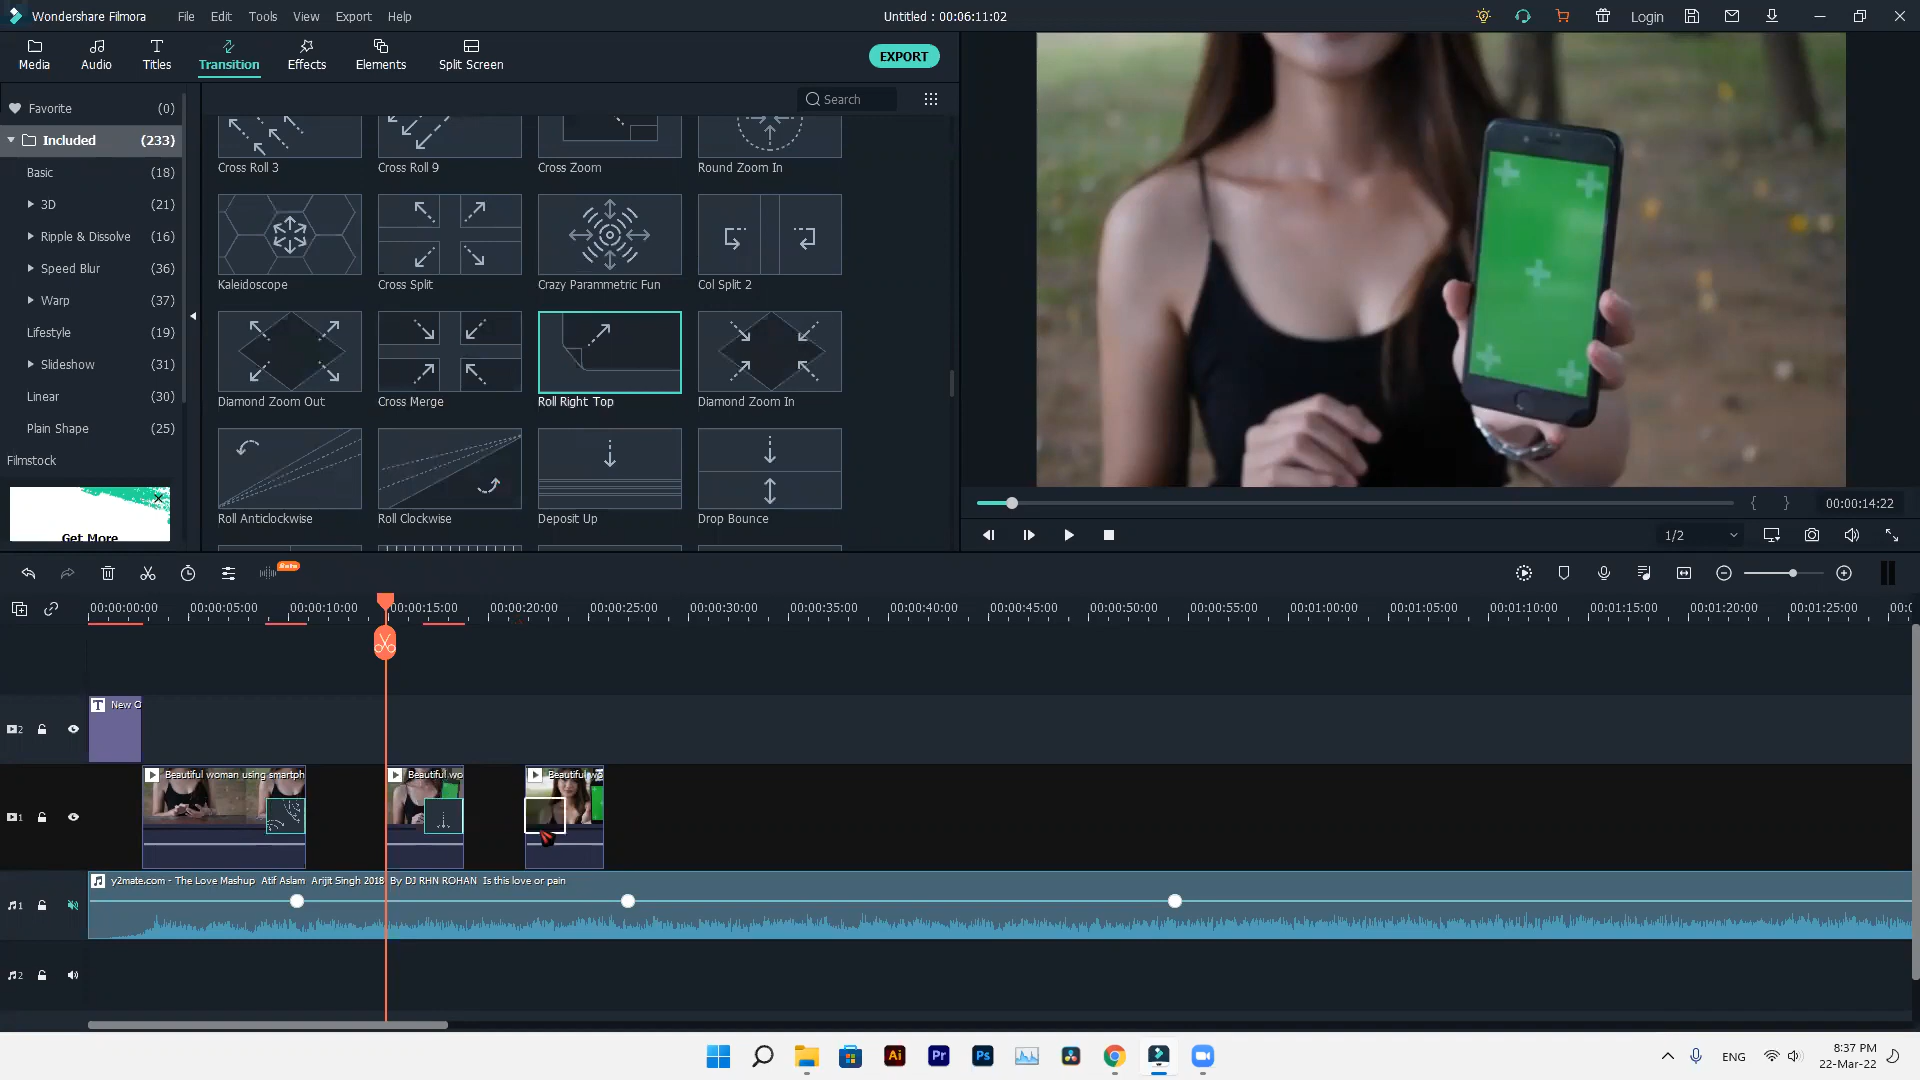 Wondershare Filmora File Edit Tools View Export Help Untitled : 00:06:11:02 Login
Media Audio Titles Transition Effects Elements Split Screen EXPORT
Favorite (0) Search
Included (233)
Basic (18)
3D (21)
Ripple & Dissolve (16)
Speed Blur (36)
Warp (37)
Lifestyle (19)
Slideshow (31)
Linear (30)
Plain Shape (25)
Filmstock
Get More
Cross Roll 3 Cross Roll 9 Cross Zoom Round Zoom In
Kaleidoscope Cross Split Crazy Parammetric Fun Col Split 2
Diamond Zoom Out Cross Merge Roll Right Top Diamond Zoom In
Roll Anticlockwise Roll Clockwise Deposit Up Drop Bounce
{ } 00:00:14:22
1/2
Beta
00:00:00:00 00:00:05:00 00:00:10:00 00:00:15:00 00:00:20:00 00:00:25:00 00:00:30:00 00:00:35:00 00:00:40:00 00:00:45:00 00:00:50:00 00:00:55:00 00:01:00:00 00:01:05:00 00:01:10:00 00:01:15:00 00:01:20:00 00:01:25:00 00:0
T New O
2
Beautiful woman using smartph Beautiful wo Beautiful wo
1
y2mate.com - The Love Mashup Atif Aslam Arijit Singh 2018 By DJ RHN ROHAN Is this love or pain
1
2
Ai Pr Ps ENG 8:37 PM
22-Mar-22